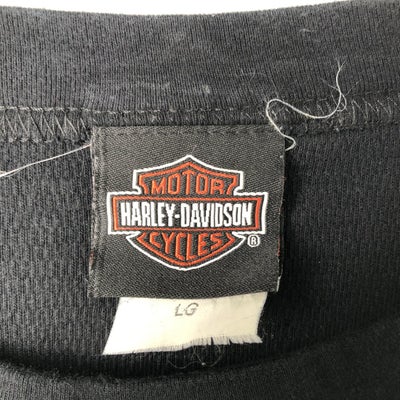 MOTOR
HARLEY-DAVIDSON
CYCLES ®
LG